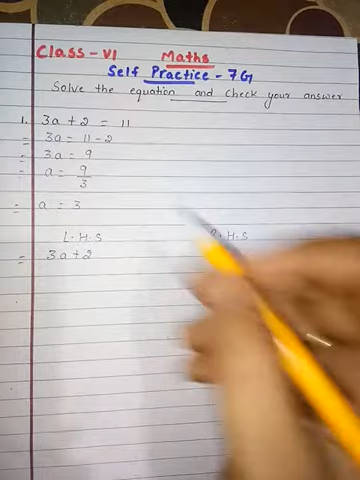 Class-VI Maths
Self Practice - 7G
Solve the equation and check your answer
1. 3a + 2 = 11
= 3a = 11 - 2
= 3a = 9
= a = 9/3
= a = 3
L.H.S R.H.S
= 3a+2